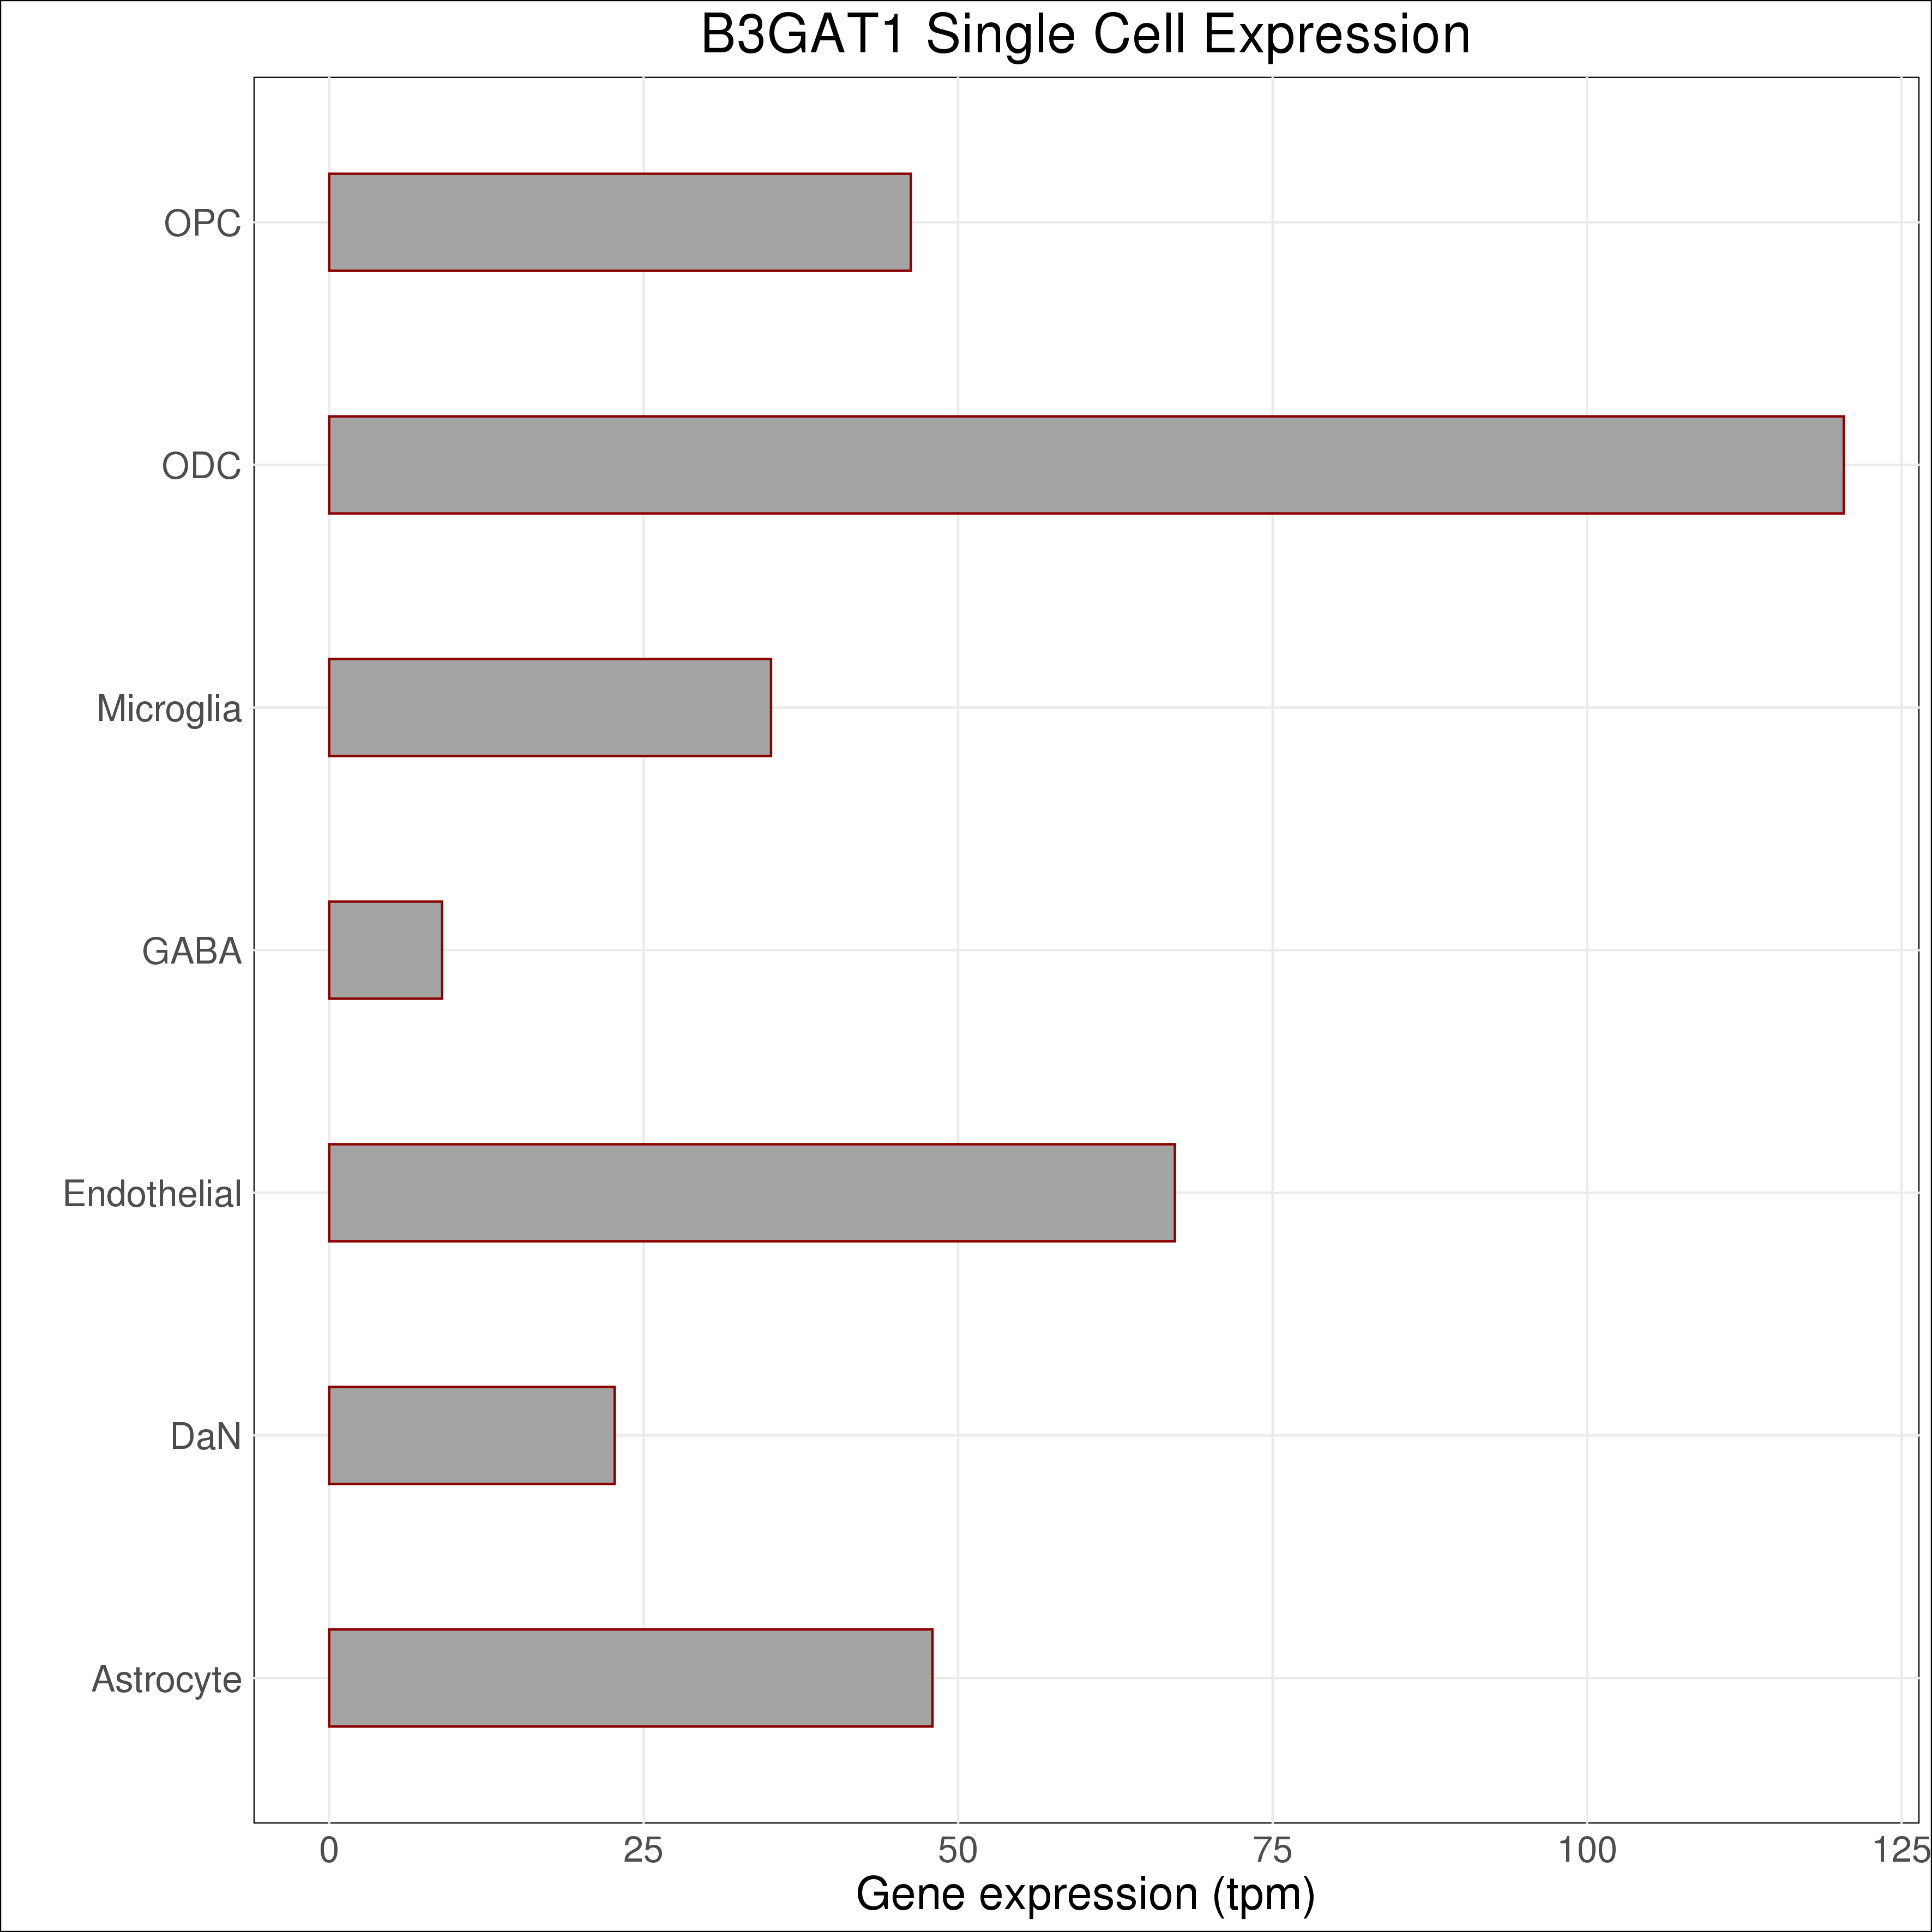 B3GAT1 Single Cell Expression
OPC
ODC
Microglia
GABA
Endothelial
DaN
Astrocyte
0 25 50 75 100 125
Gene expression (tpm)